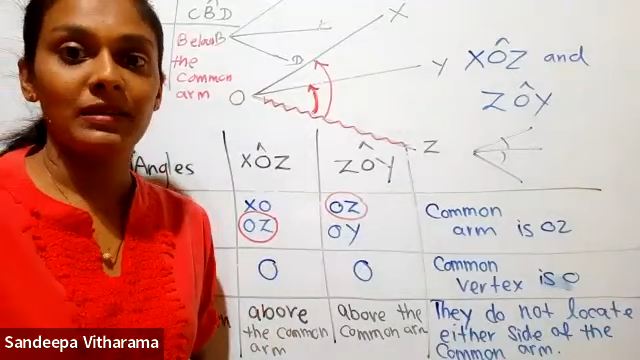 CB̂D
Below
the
Common
arm
B
D
X
Y
O
Z
XÔZ and
ZÔY
Angles
XÔZ
ZÔY
XO
OZ
OZ
OY
Common
arm is OZ
O
O
Common
vertex is O
above
the common
arm
above the
Common arm
They do not locate
either side of the
Common arm.
Sandeepa Vitharama